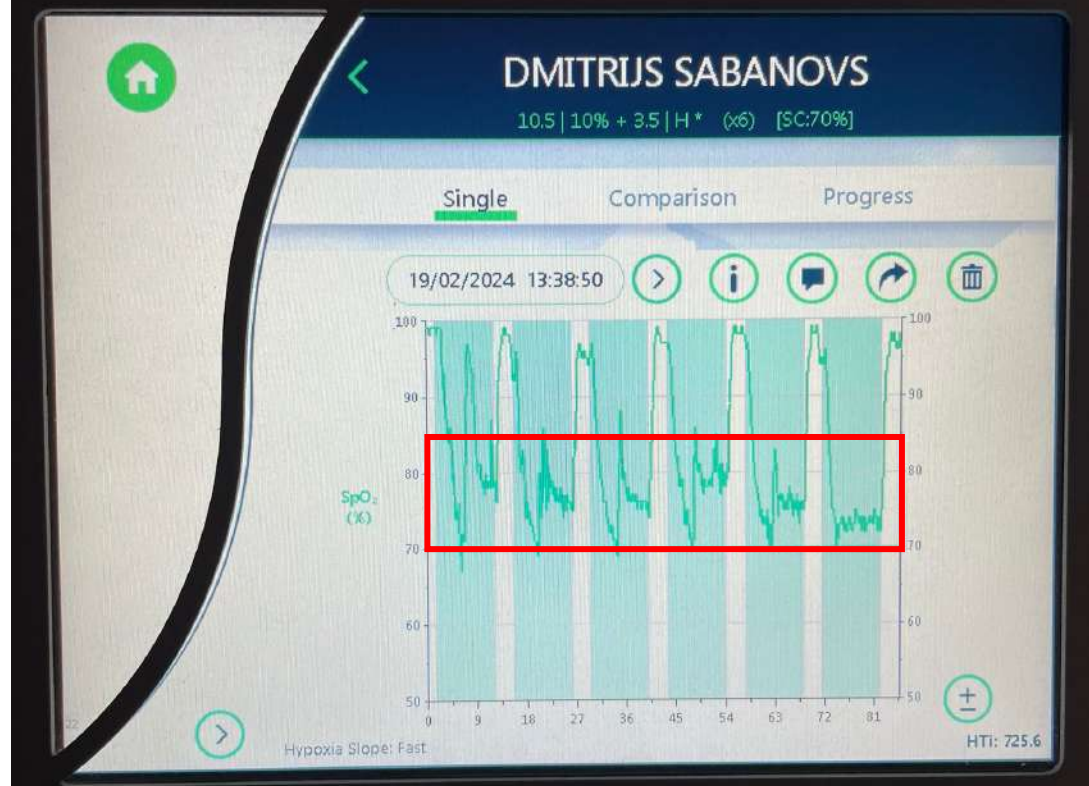 DMITRIJS SABANOVS
10.5 | 10% + 3.5 | H * (x6) [SC:70%]
Single Comparison Progress
19/02/2024 13:38:50
100 100
90 90
80 80
SpO₂
(%)
70 70
60 60
50 50
0 9 18 27 36 45 54 63 72 81
22
Hypoxia Slope: Fast
HTi: 725.6